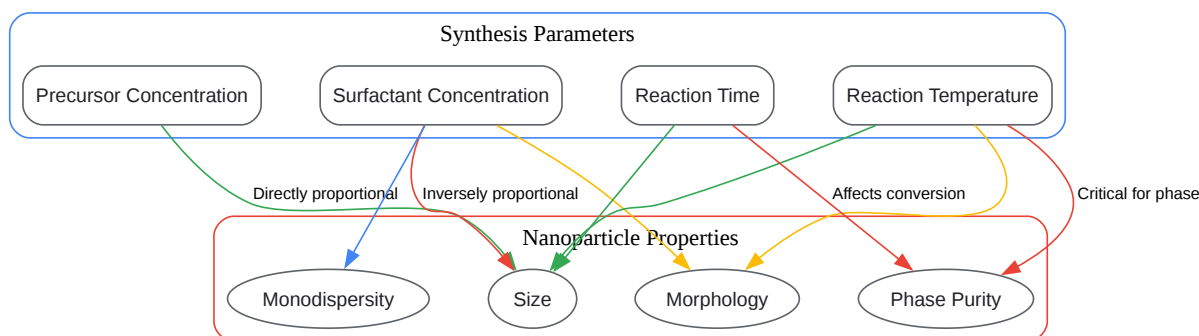 Synthesis Parameters
Precursor Concentration
Surfactant Concentration
Reaction Time
Reaction Temperature
Directly proportional
Inversely proportional
Affects conversion
Critical for phase
Nanoparticle Properties
Monodispersity
Size
Morphology
Phase Purity